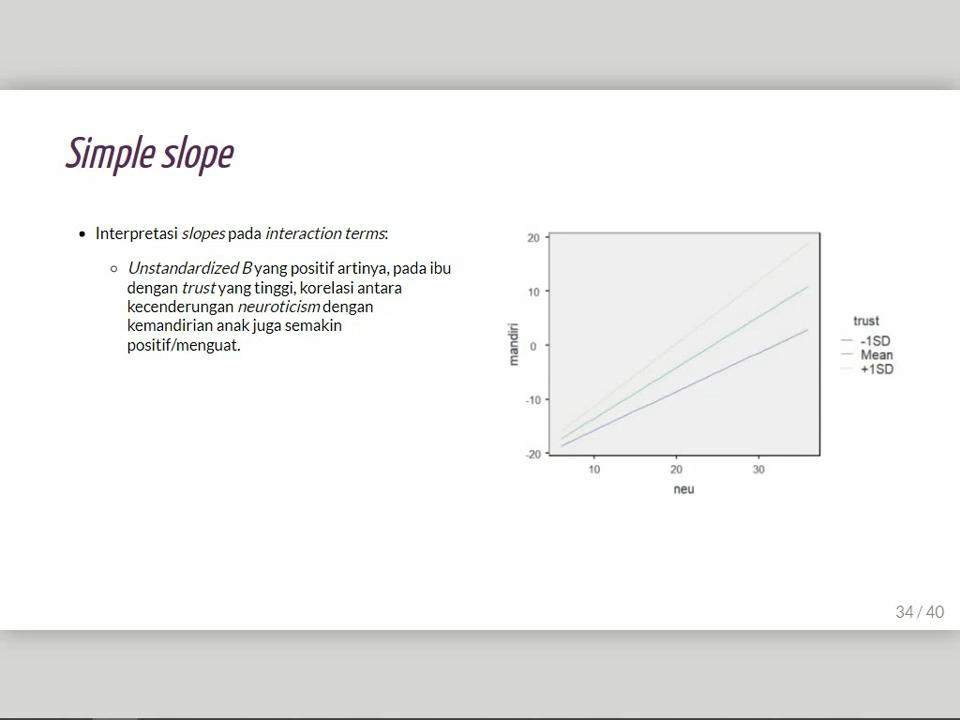 Simple slope
• Interpretasi slopes pada interaction terms:
○ Unstandardized B yang positif artinya, pada ibu
dengan trust yang tinggi, korelasi antara
kecenderungan neuroticism dengan
kemandirian anak juga semakin
positif/menguat.
20
10
0
-10
-20
mandiri
10 20 30
neu
trust
-1SD
Mean
+1SD
34 / 40